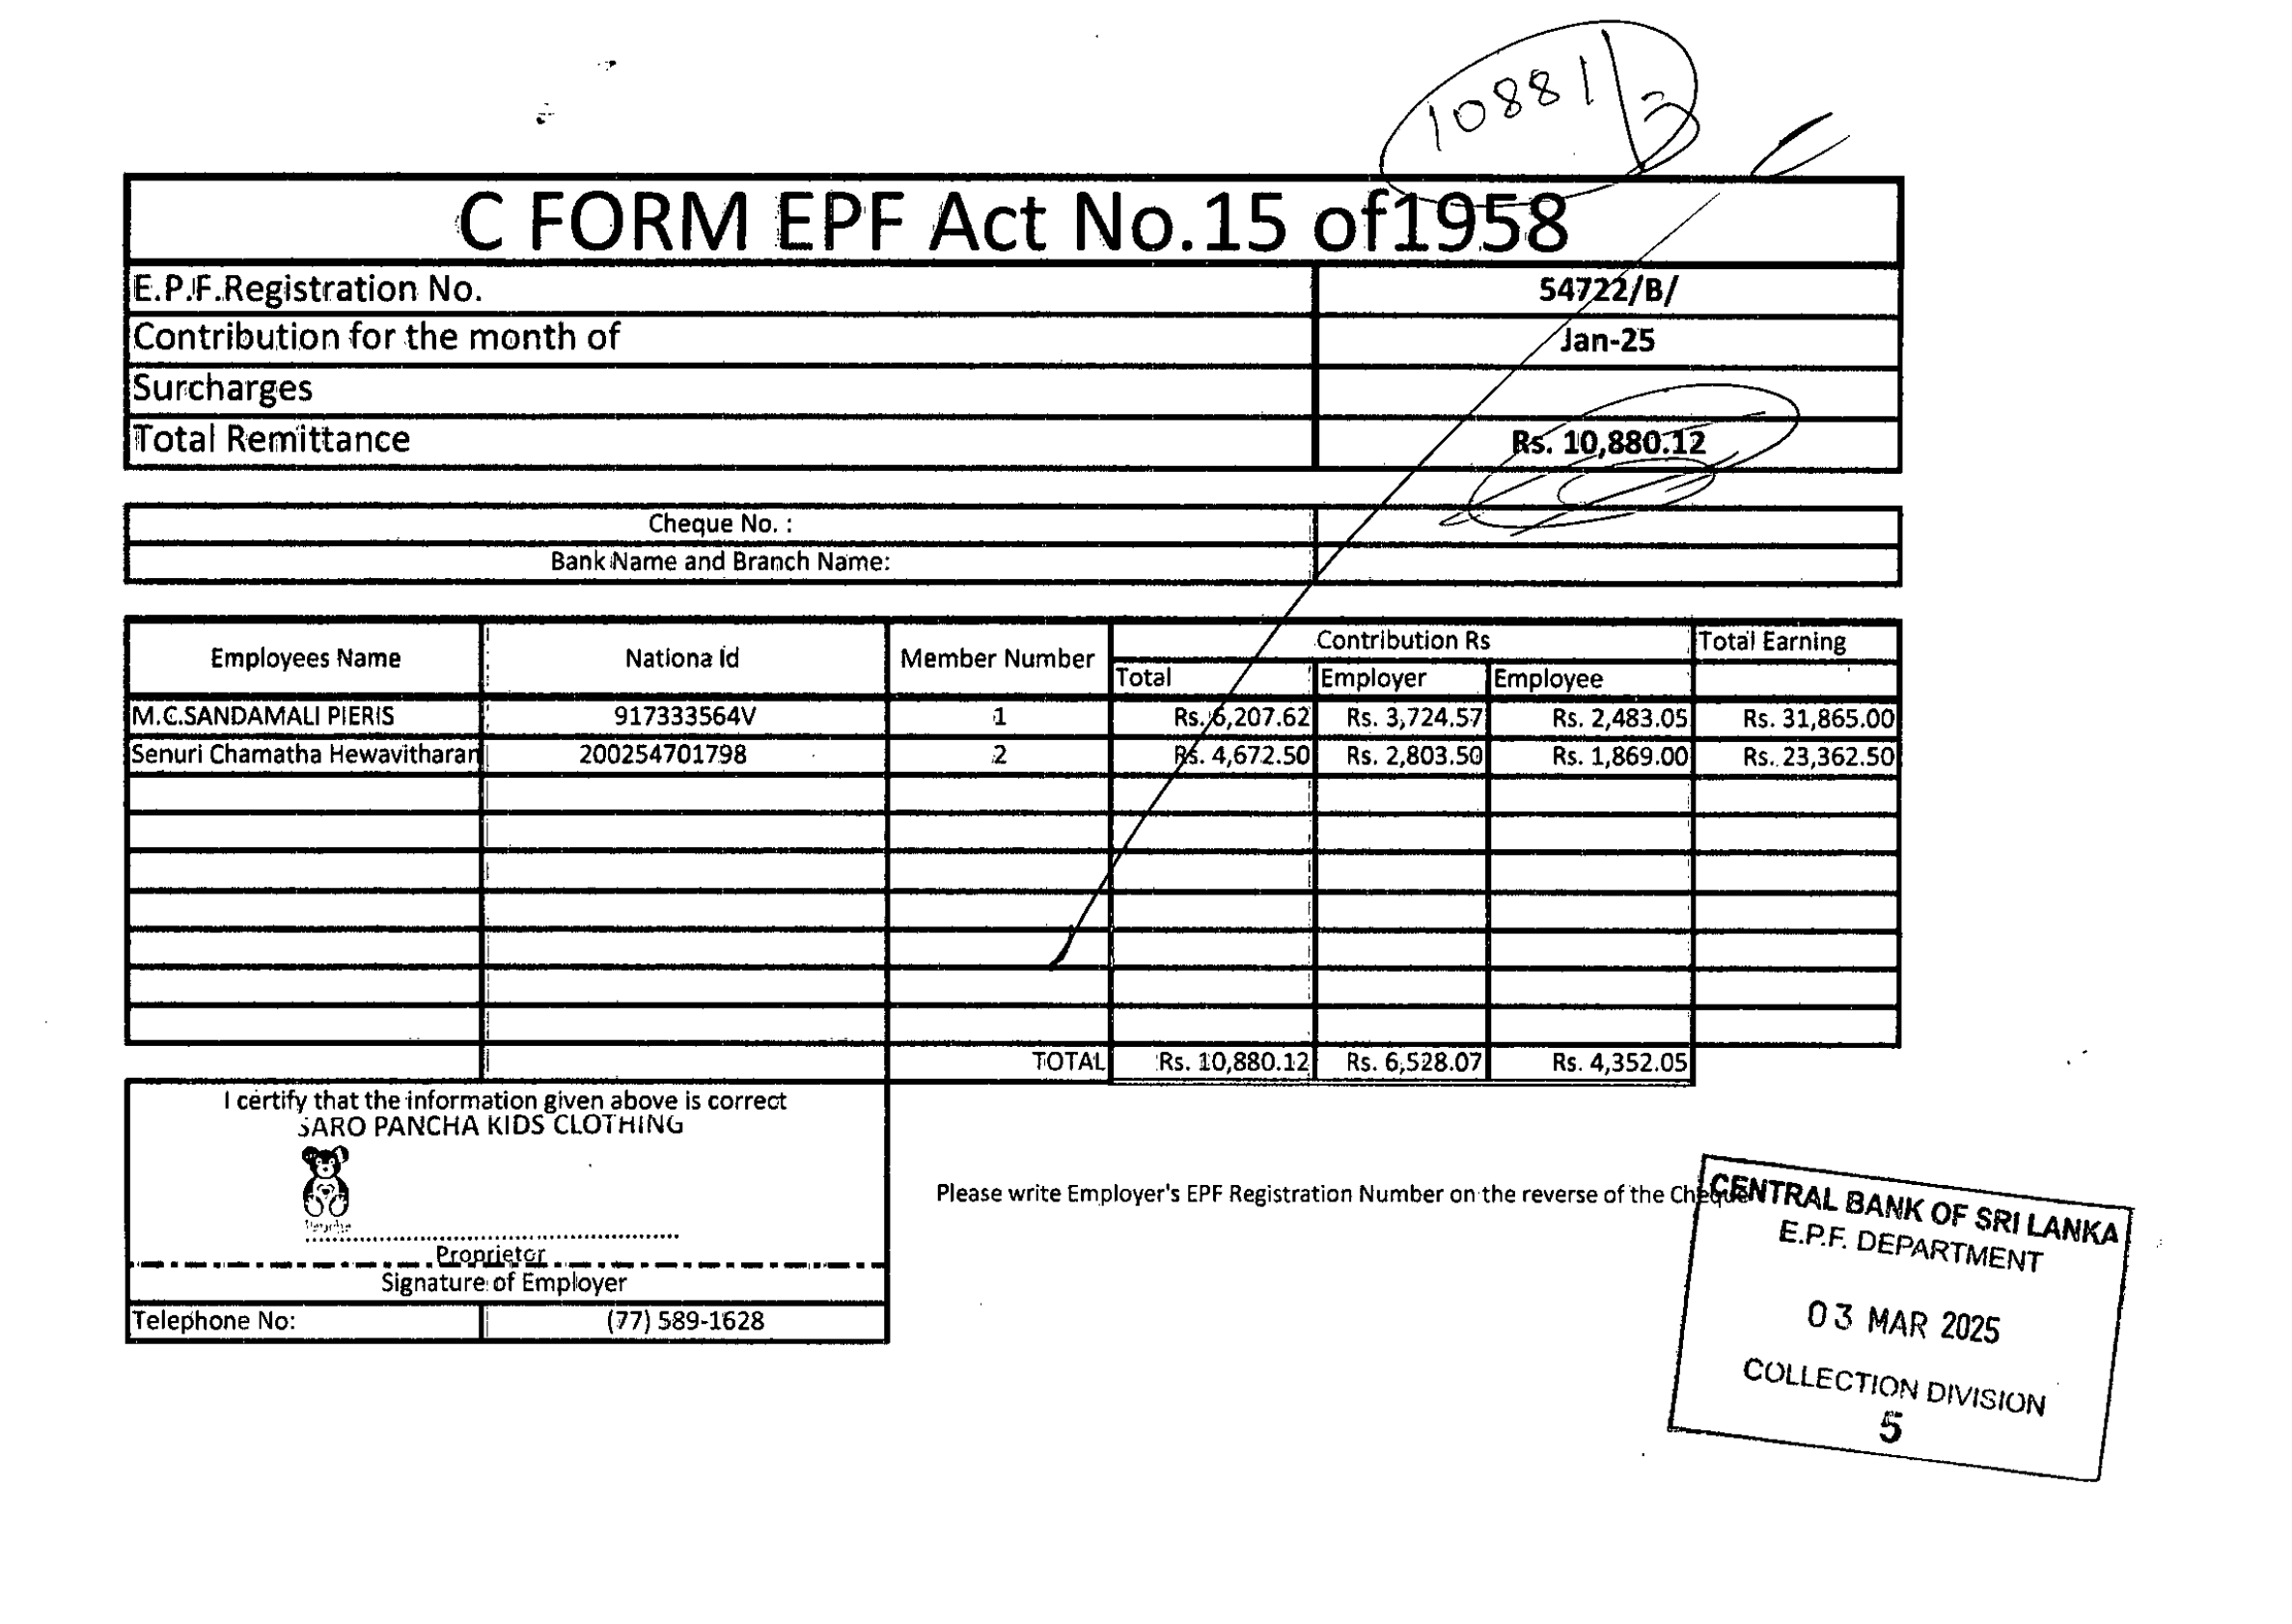 10881/
C FORM EPF Act No.15 of1958
E.P.F.Registration No. 54722/B/
Contribution for the month of Jan-25
Surcharges
Total Remittance Rs. 10,880.12
Cheque No. :
Bank Name and Branch Name:
Employees Name Nationa Id Member Number Contribution Rs Total Earning
Total Employer Employee
M.C.SANDAMALI PIERIS 917333564V 1 Rs. 6,207.62 Rs. 3,724.57 Rs. 2,483.05 Rs. 31,865.00
Senuri Chamatha Hewavitharan 200254701798 2 Rs. 4,672.50 Rs. 2,803.50 Rs. 1,869.00 Rs. 23,362.50
TOTAL Rs. 10,880.12 Rs. 6,528.07 Rs. 4,352.05
I certify that the information given above is correct
SARO PANCHA KIDS CLOTHING
Proprietor
Signature of Employer
Telephone No: (77) 589-1628
Please write Employer's EPF Registration Number on the reverse of the Cheque
CENTRAL BANK OF SRI LANKA
E.P.F. DEPARTMENT
03 MAR 2025
COLLECTION DIVISION
5